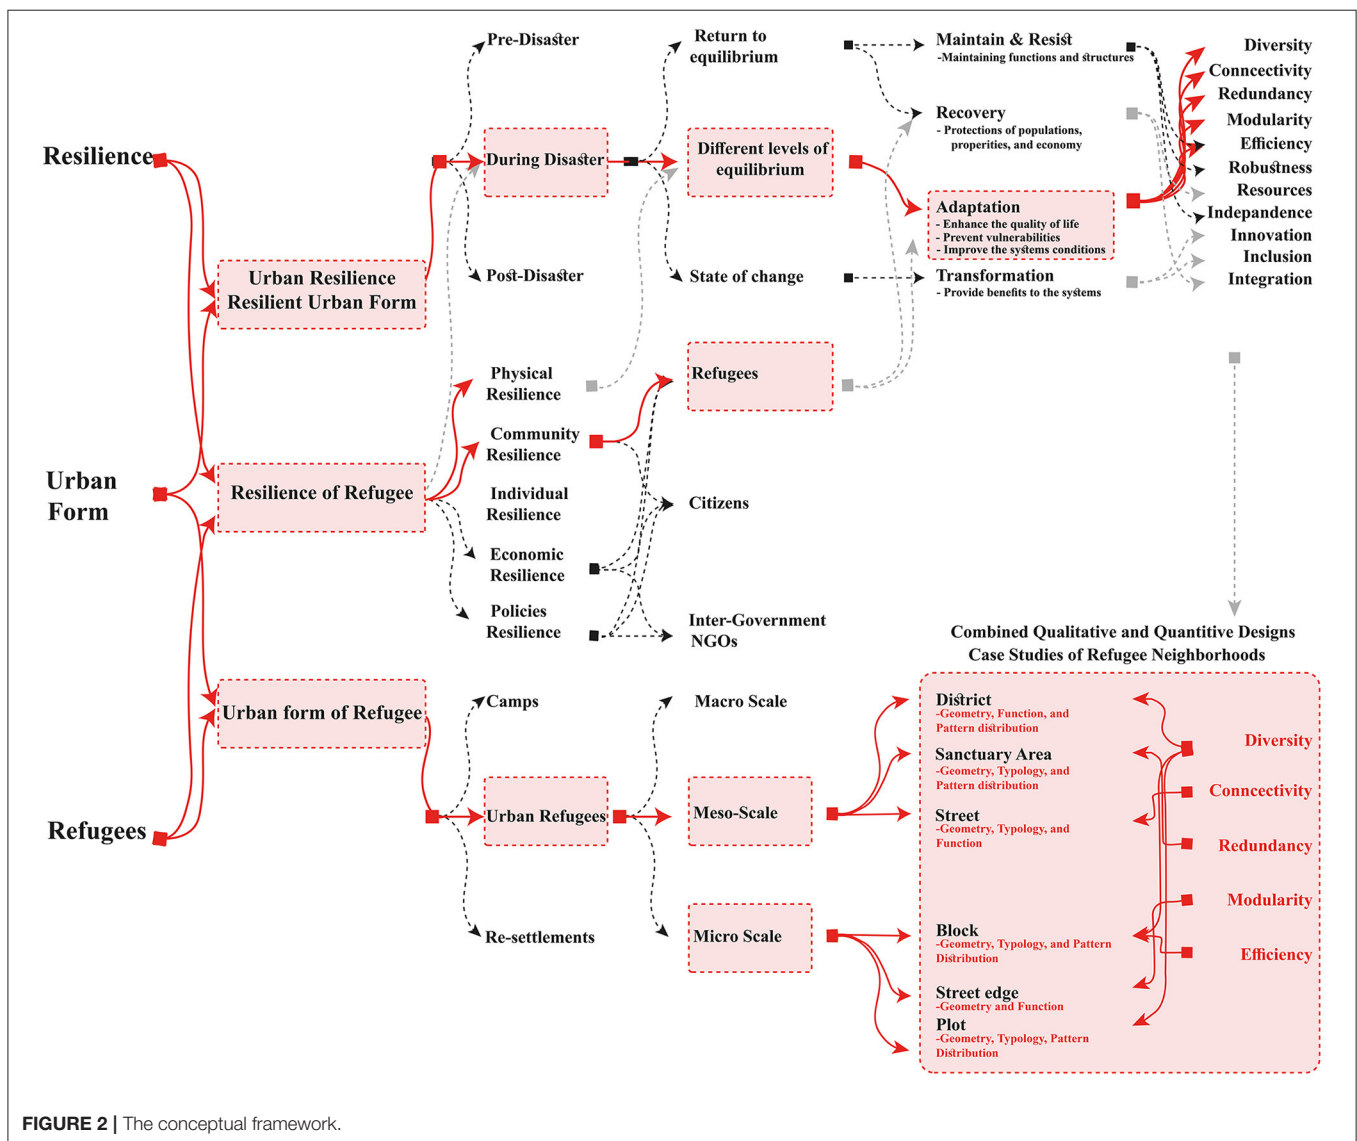 Resilience
Urban
Form
Refugees
Urban Resilience
Resilient Urban Form
Resilience of Refugee
Urban form of Refugee
Pre-Disaster
During Disaster
Post-Disaster
Physical
Resilience
Community
Resilience
Individual
Resilience
Economic
Resilience
Policies
Resilience
Camps
Urban Refugees
Re-settlements
Return to
equilibrium
Different levels of
equilibrium
State of change
Refugees
Citizens
Inter-Government
NGOs
Macro Scale
Meso-Scale
Micro Scale
Maintain & Resist
-Maintaining functions and structures
Recovery
- Protections of populations,
properities, and economy
Adaptation
- Enhance the quality of life
- Prevent vulnerabilities
- Improve the systems conditions
Transformation
- Provide benefits to the systems
Diversity
Conncectivity
Redundancy
Modularity
Efficiency
Robustness
Resources
Independance
Innovation
Inclusion
Integration
Combined Qualitative and Quantitive Designs
Case Studies of Refugee Neighborhoods
District
-Geometry, Function, and
Pattern distribution
Sanctuary Area
-Geometry, Typology, and
Pattern distribution
Street
-Geometry, Typology, and
Function
Block
-Geometry, Typology, and Pattern
Distribution
Street edge
-Geometry and Function
Plot
-Geometry, Typology, Pattern
Distribution
Diversity
Conncectivity
Redundancy
Modularity
Efficiency
FIGURE 2 | The conceptual framework.